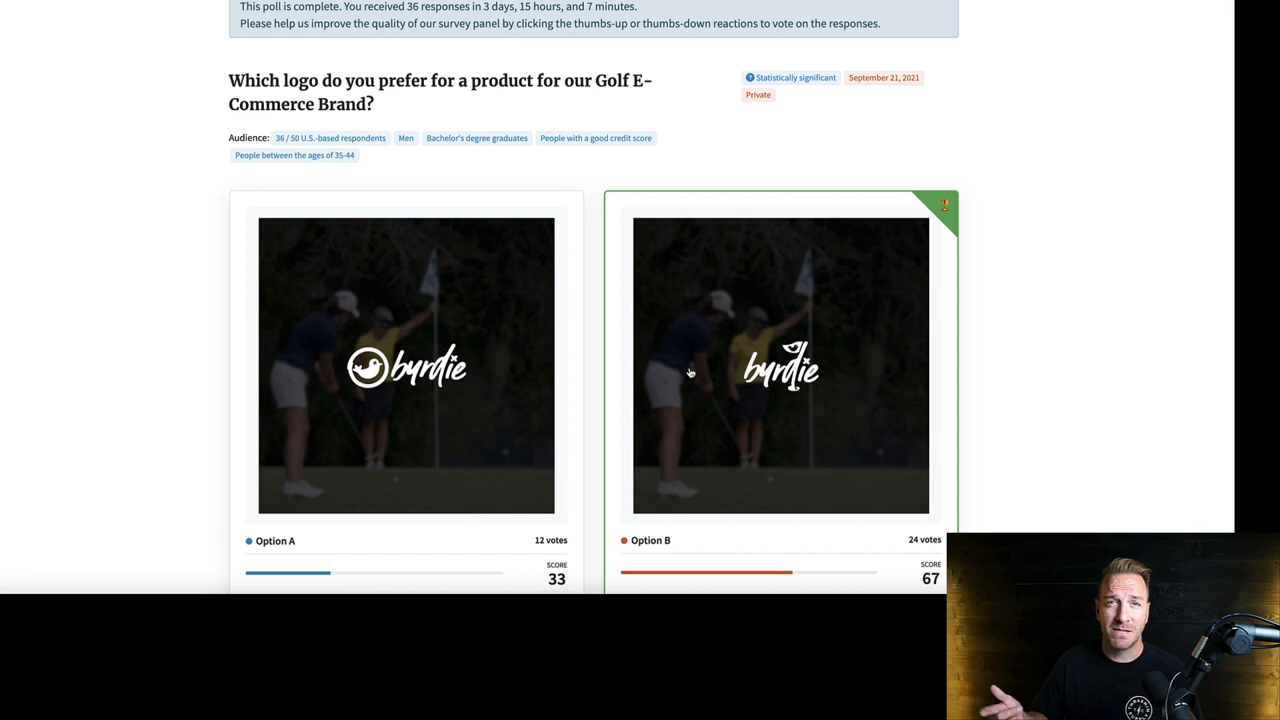 This poll is complete. You received 36 responses in 3 days, 15 hours, and 7 minutes.
Please help us improve the quality of our survey panel by clicking the thumbs-up or thumbs-down reactions to vote on the responses.
Which logo do you prefer for a product for our Golf E-
Commerce Brand?
Statistically significant
September 21, 2021
Private
Audience: 36 / 50 U.S.-based respondents Men Bachelor's degree graduates People with a good credit score
People between the ages of 35-44
byrdie
byrdie
Option A
12 votes
SCORE
33
Option B
24 votes
SCORE
67